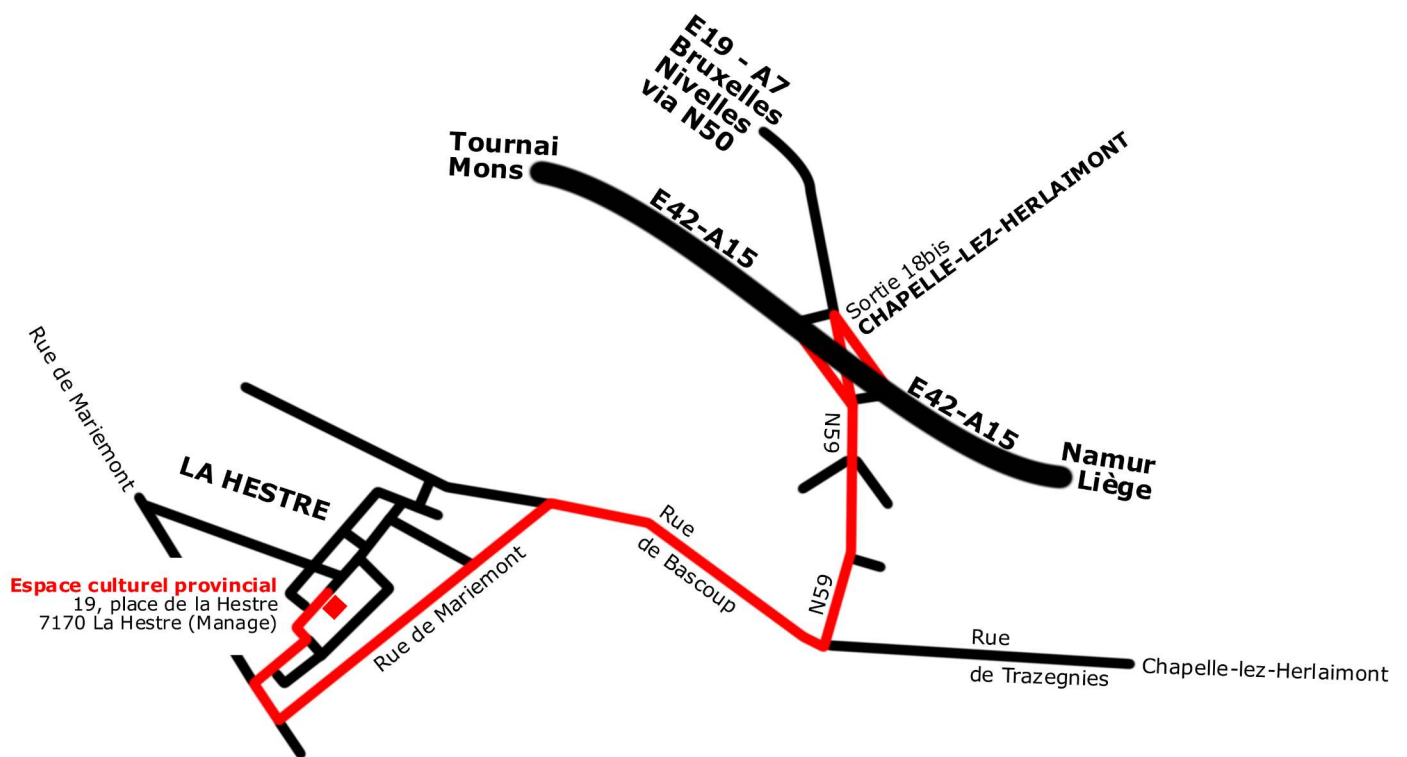 E19 - A7
Bruxelles
Nivelles
via N50
Tournai
Mons
E42-A15
Sortie 18bis
CHAPELLE-LEZ-HERLAIMONT
E42-A15
Namur
Liège
N59
Rue de Mariemont
LA HESTRE
Rue
de Bascoup
N59
Rue de Mariemont
Espace culturel provincial
19, place de la Hestre
7170 La Hestre (Manage)
Rue
de Trazegnies
Chapelle-lez-Herlaimont